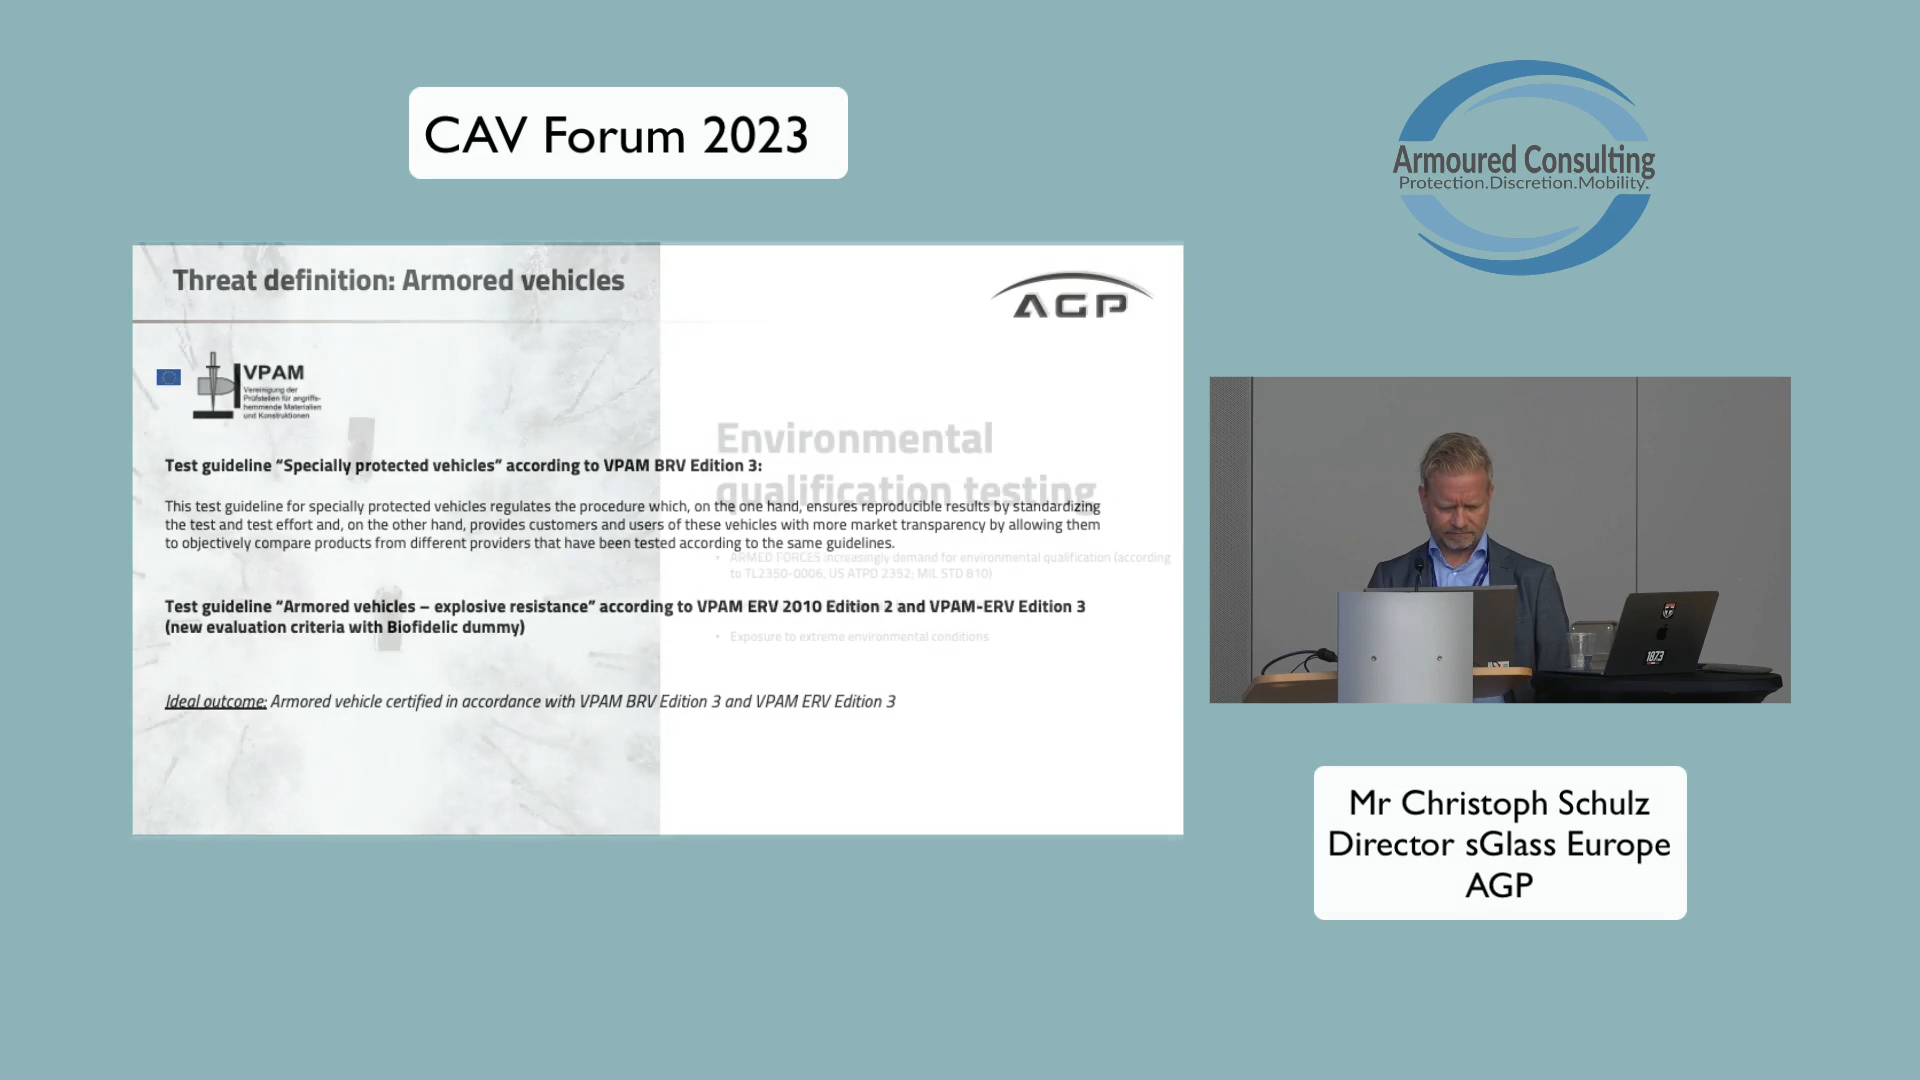 CAV Forum 2023
Armoured Consulting
Protection.Discretion.Mobility.
Threat definition: Armored vehicles
AGP
VPAM
Vereinigung der
Prüfstellen für angriffs-
hemmende Materialien
und Konstruktionen
Environmental
qualification testing
Test guideline “Specially protected vehicles” according to VPAM BRV Edition 3:
This test guideline for specially protected vehicles regulates the procedure which, on the one hand, ensures reproducible results by standardizing
the test and test effort and, on the other hand, provides customers and users of these vehicles with more market transparency by allowing them
to objectively compare products from different providers that have been tested according to the same guidelines.
• ARMED FORCES increasingly demand for environmental qualification (according
to TL2350-0006, US ATPD 2352; MIL STD 810)
Test guideline “Armored vehicles – explosive resistance” according to VPAM ERV 2010 Edition 2 and VPAM-ERV Edition 3
(new evaluation criteria with Biofidelic dummy)
• Exposure to extreme environmental conditions
Ideal outcome: Armored vehicle certified in accordance with VPAM BRV Edition 3 and VPAM ERV Edition 3
1873
Mr Christoph Schulz
Director sGlass Europe
AGP